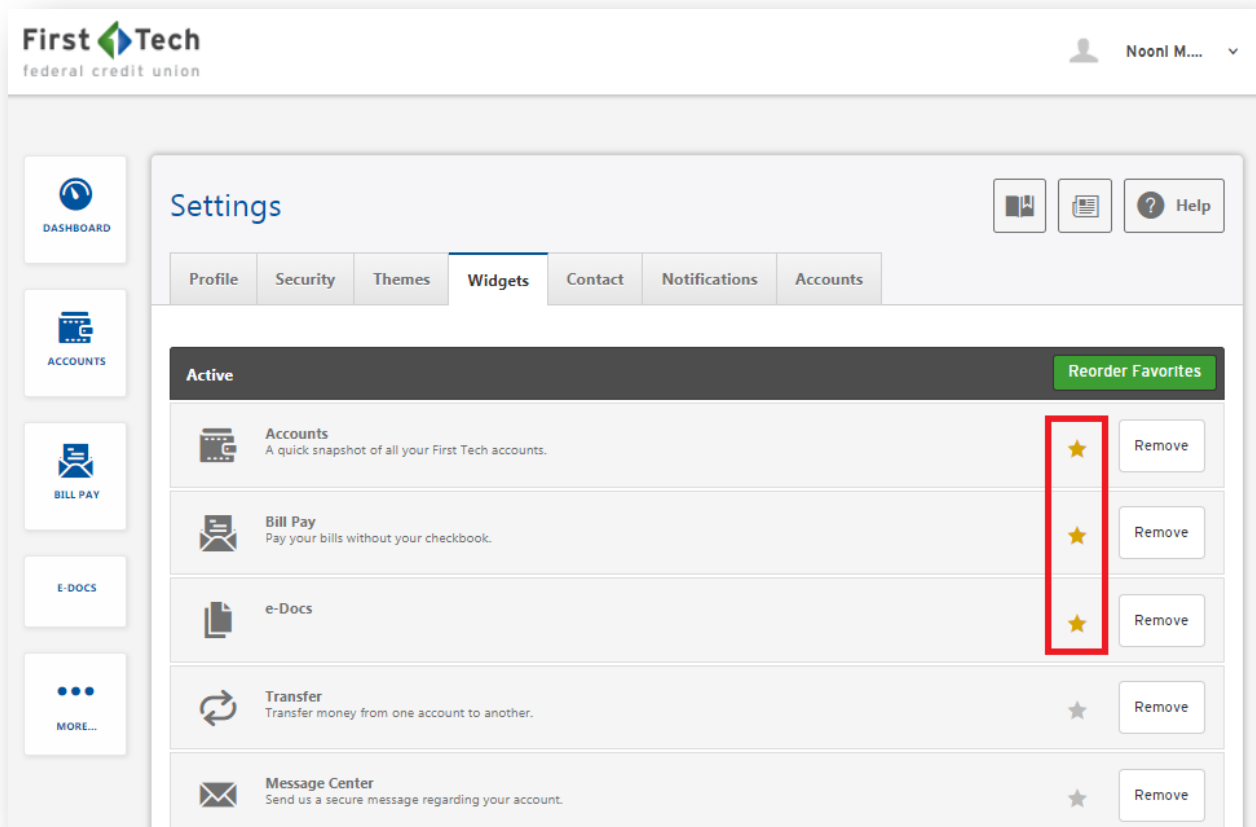 First Tech
federal credit union
Noonl M.... 
DASHBOARD
ACCOUNTS
BILL PAY
E-DOCS
MORE...
Settings
? Help
Profile Security Themes Widgets Contact Notifications Accounts
Active Reorder Favorites
Accounts
A quick snapshot of all your First Tech accounts.
Remove
Bill Pay
Pay your bills without your checkbook.
Remove
e-Docs
Remove
Transfer
Transfer money from one account to another.
Remove
Message Center
Send us a secure message regarding your account.
Remove